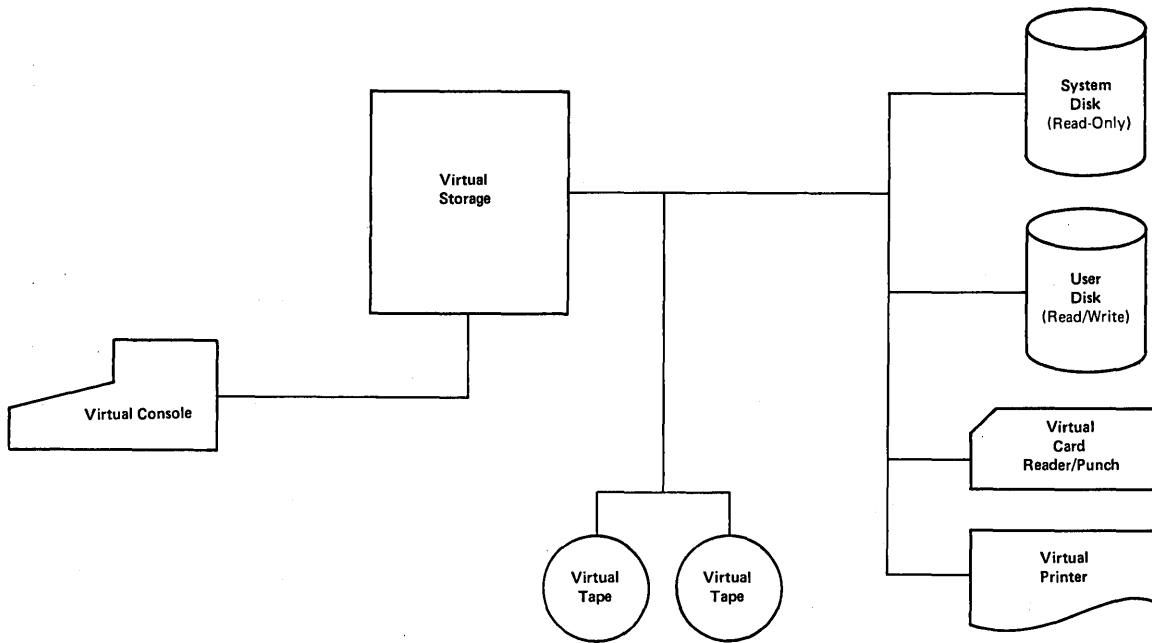 System
Disk
(Read-Only)
Virtual
Storage
User
Disk
(Read/Write)
Virtual Console
Virtual
Card
Reader/Punch
Virtual
Tape
Virtual
Tape
Virtual
Printer